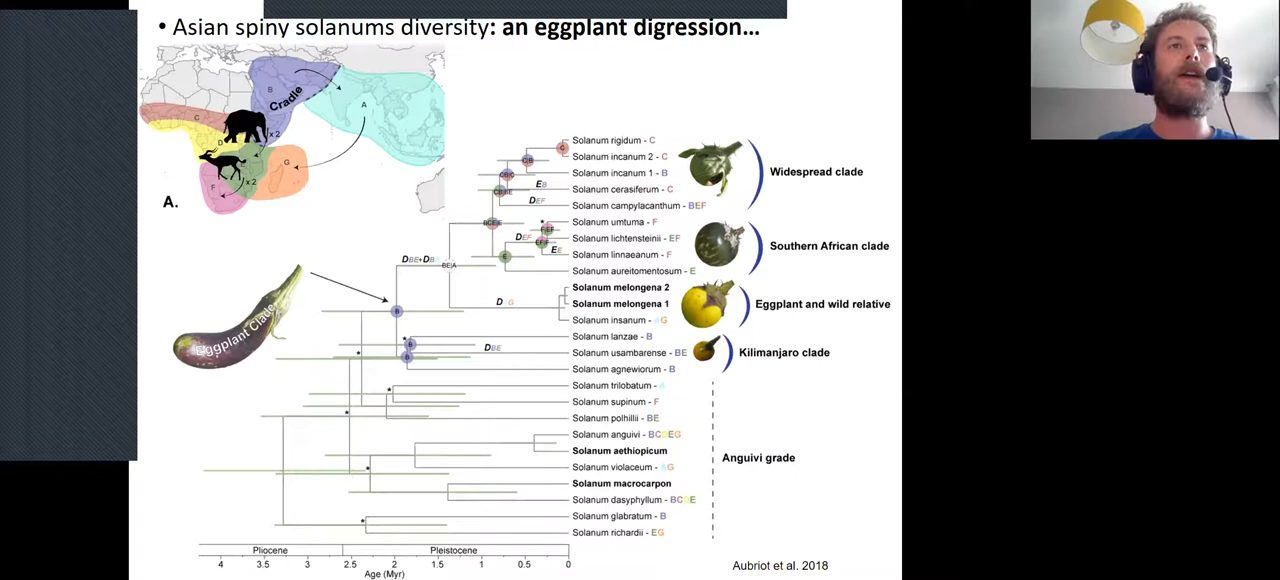 • Asian spiny solanums diversity: an eggplant digression…
B
Cradle
A
C
D
x 2
G
F
x 2
A.
Solanum rigidum - C
Solanum incanum 2 - C
Solanum incanum 1 - B
Solanum cerasiferum - C
Solanum campylacanthum - BEF
Widespread clade
Solanum umtuma - F
Solanum lichtensteinii - EF
Solanum linnaeanum - F
Solanum aureitomentosum - E
Southern African clade
Solanum melongena 2
Solanum melongena 1
Solanum insanum - AG
Eggplant and wild relative
Solanum lanzae - B
Solanum usambarense - BE
Solanum agnewiorum - B
Kilimanjaro clade
Solanum trilobatum - A
Solanum supinum - F
Solanum polhillii - BE
Solanum anguivi - BCDEG
Solanum aethiopicum
Solanum violaceum - AG
Solanum macrocarpon
Solanum dasyphyllum - BCDE
Solanum glabratum - B
Solanum richardii - EG
Anguivi grade
Eggplant Clade
C
EB
DEF
DEF
EE
E
B
B
B
DBE
Pliocene Pleistocene
4 3.5 3 2.5 2 1.5 1 0.5 0
Age (Myr)
Aubriot et al. 2018